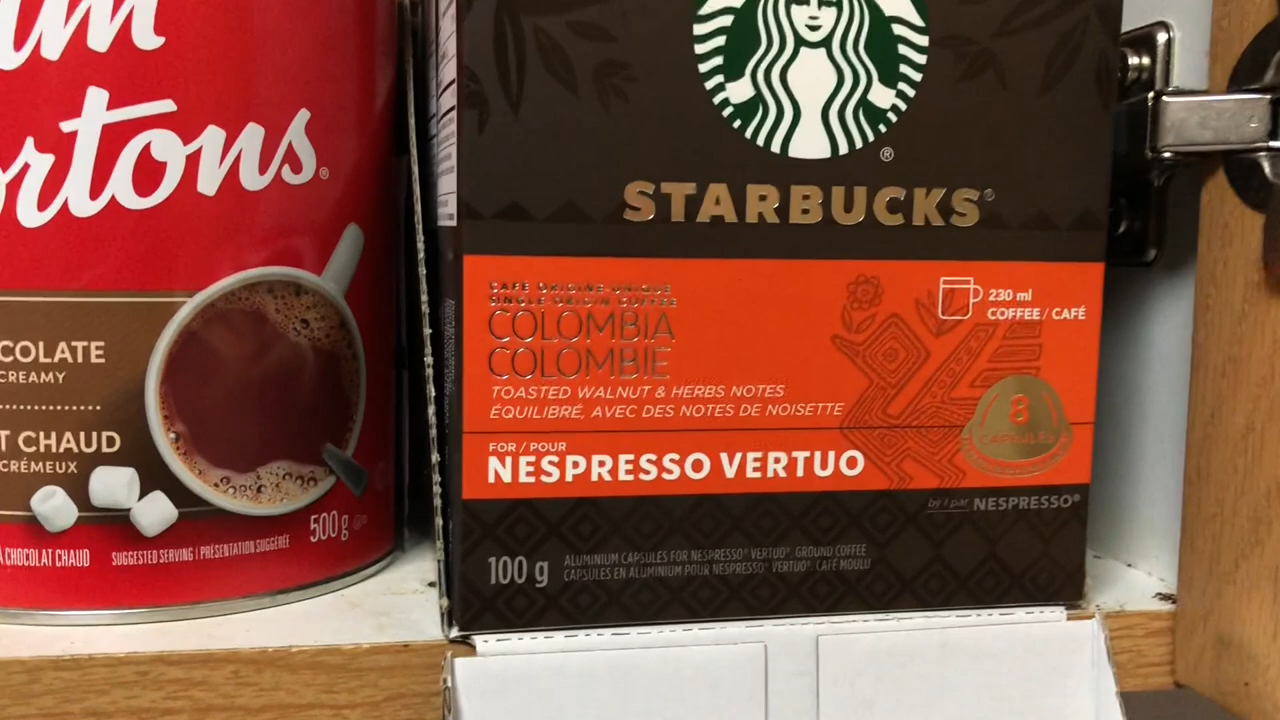 ortons
COLATE
CREAMY
T CHAUD
CRÉMEUX
CHOCOLAT CHAUD
SUGGESTED SERVING | PRÉSENTATION SUGGÉRÉE
500 g
STARBUCKS®
CAFÉ ORIGINE UNIQUE
SINGLE-ORIGIN COFFEE
COLOMBIA
COLOMBIE
TOASTED WALNUT & HERBS NOTES
ÉQUILIBRÉ, AVEC DES NOTES DE NOISETTE
230 ml
COFFEE / CAFÉ
8
CAPSULES
FOR / POUR
NESPRESSO VERTUO
by / par NESPRESSO®
100 g
ALUMINIUM CAPSULES FOR NESPRESSO® VERTUO®. GROUND COFFEE
CAPSULES EN ALUMINIUM POUR NESPRESSO® VERTUO®. CAFÉ MOULU